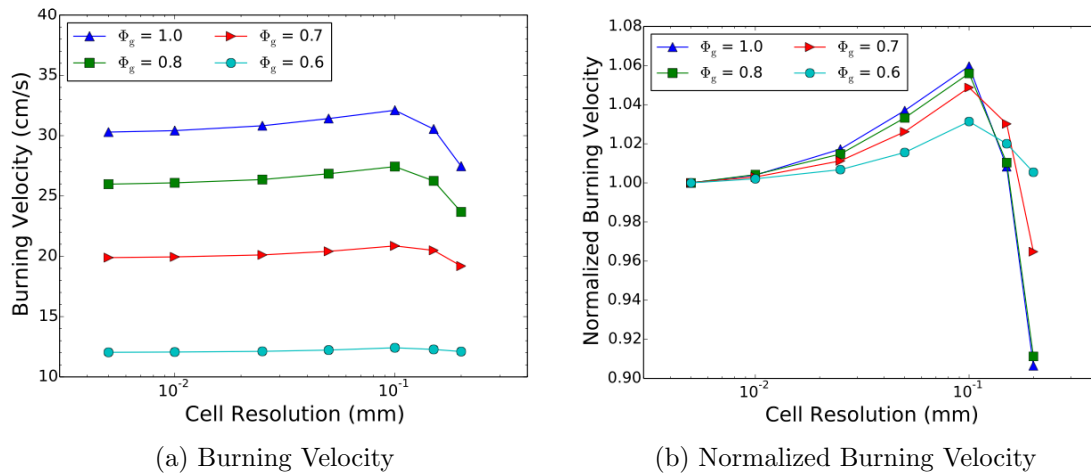 40
35
30
25
20
15
10
Burning Velocity (cm/s)
Φg = 1.0
Φg = 0.7
Φg = 0.8
Φg = 0.6
10⁻²
10⁻¹
Cell Resolution (mm)
(a) Burning Velocity
1.08
1.06
1.04
1.02
1.00
0.98
0.96
0.94
0.92
0.90
Normalized Burning Velocity
Φg = 1.0
Φg = 0.7
Φg = 0.8
Φg = 0.6
10⁻²
10⁻¹
Cell Resolution (mm)
(b) Normalized Burning Velocity